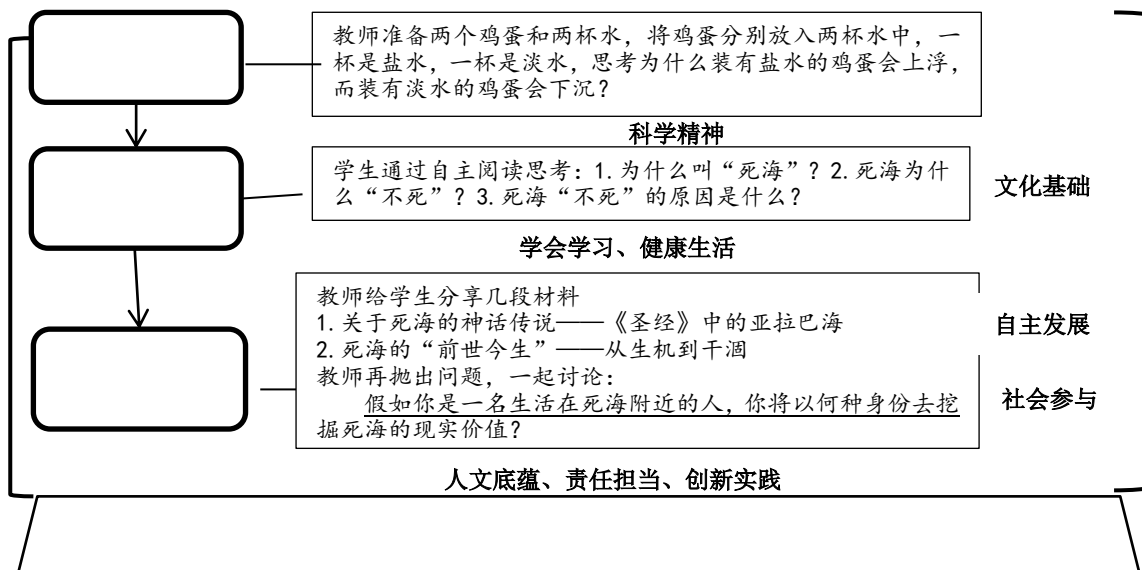 教师准备两个鸡蛋和两杯水，将鸡蛋分别放入两杯水中，一
杯是盐水，一杯是淡水，思考为什么装有盐水的鸡蛋会上浮，
而装有淡水的鸡蛋会下沉？
科学精神
学生通过自主阅读思考：1.为什么叫“死海”？2.死海为什
么“不死”？3.死海“不死”的原因是什么？
文化基础
学会学习、健康生活
教师给学生分享几段材料
1.关于死海的神话传说——《圣经》中的亚拉巴海
2.死海的“前世今生”——从生机到干涸
教师再抛出问题，一起讨论：
假如你是一名生活在死海附近的人，你将以何种身份去挖
掘死海的现实价值？
自主发展
社会参与
人文底蕴、责任担当、创新实践